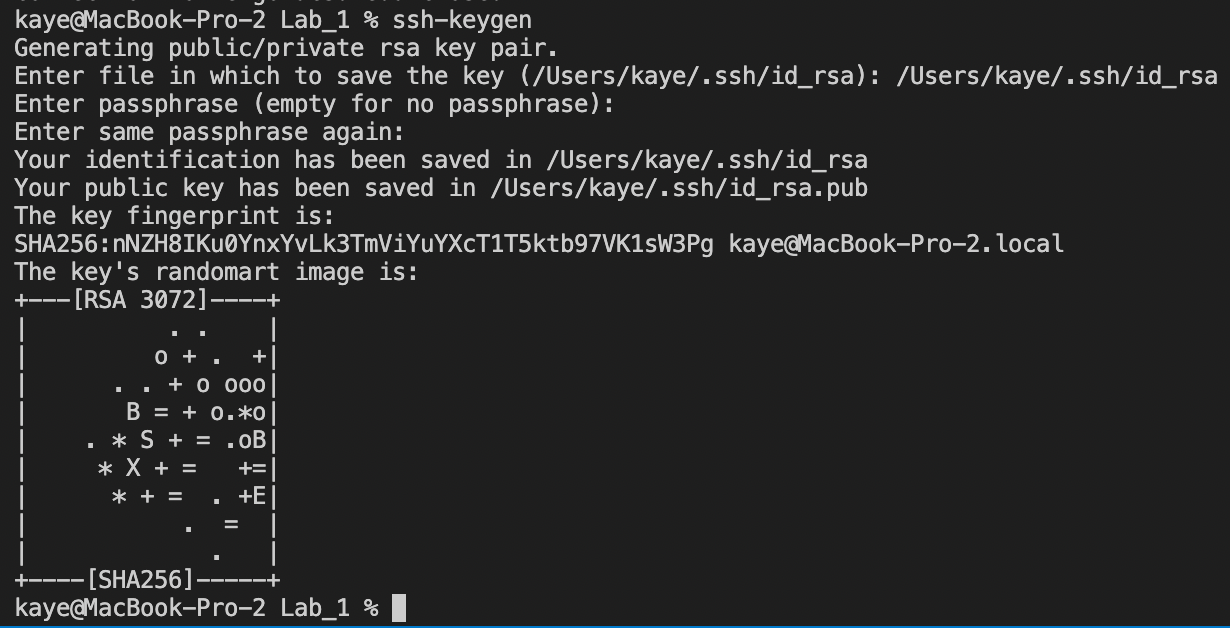 kaye@MacBook-Pro-2 Lab_1 % ssh-keygen
Generating public/private rsa key pair.
Enter file in which to save the key (/Users/kaye/.ssh/id_rsa): /Users/kaye/.ssh/id_rsa
Enter passphrase (empty for no passphrase):
Enter same passphrase again:
Your identification has been saved in /Users/kaye/.ssh/id_rsa
Your public key has been saved in /Users/kaye/.ssh/id_rsa.pub
The key fingerprint is:
SHA256:nNZH8IKu0YnxYvLk3TmViYuYXcT1T5ktb97VK1sW3Pg kaye@MacBook-Pro-2.local
The key's randomart image is:
+---[RSA 3072]----+
|          . .    |
|         o + .  +|
|      . . + o ooo|
|       B = + o.*o|
|    . * S + = .oB|
|     * X + =   +=|
|      * + =  . +E|
|           .  =  |
|             .   |
+----[SHA256]-----+
kaye@MacBook-Pro-2 Lab_1 %